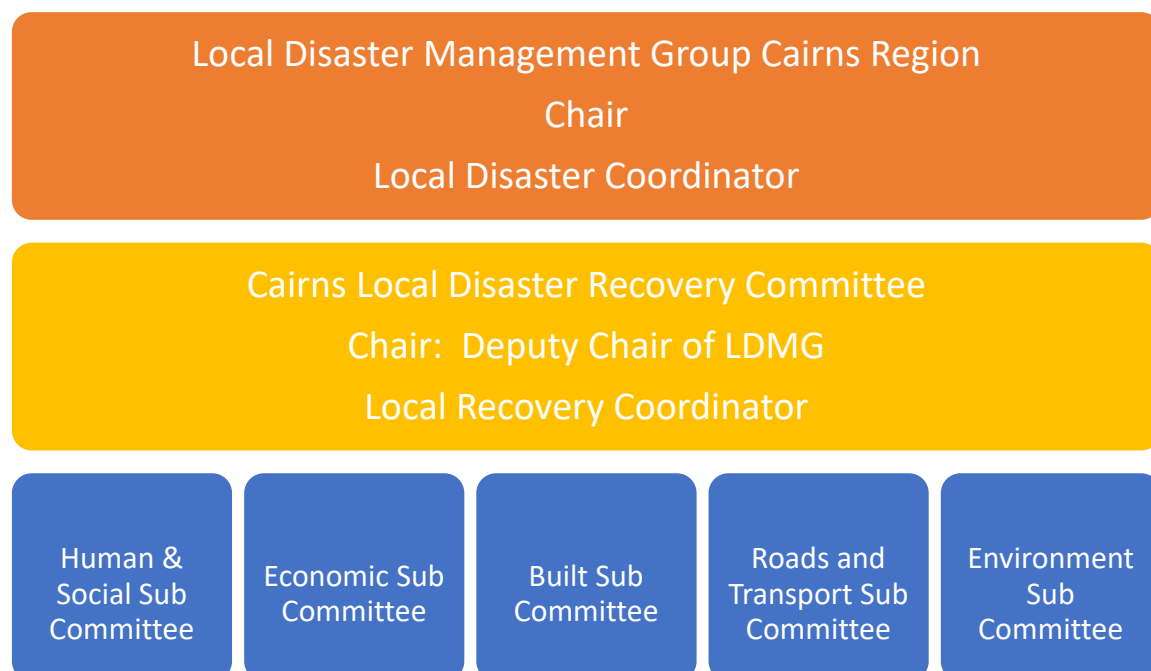 Local Disaster Management Group Cairns Region
Chair
Local Disaster Coordinator
Cairns Local Disaster Recovery Committee
Chair:  Deputy Chair of LDMG
Local Recovery Coordinator
Human &
Social Sub
Committee
Economic Sub
Committee
Built Sub
Committee
Roads and
Transport Sub
Committee
Environment
Sub
Committee